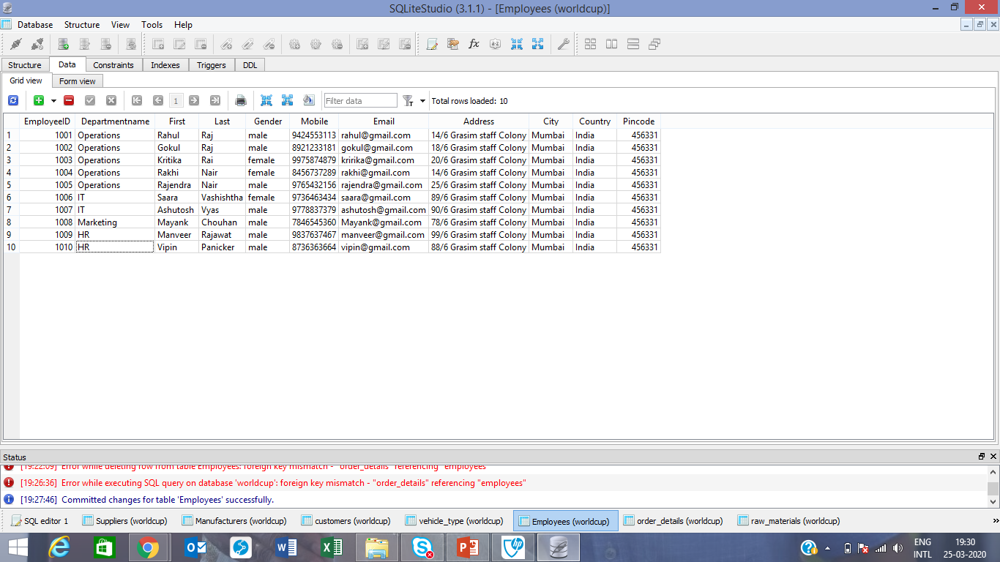 SQLiteStudio (3.1.1) - [Employees (worldcup)]
Database Structure View Tools Help
Structure Data Constraints Indexes Triggers DDL
Grid view Form view
1 Filter data T Total rows loaded: 10
EmployeeID Departmentname First Last Gender Mobile Email Address City Country Pincode
1 1001 Operations Rahul Raj male 9424553113 rahul@gmail.com 14/6 Grasim staff Colony Mumbai India 456331
2 1002 Operations Gokul Raj male 8921233181 gokul@gmail.com 18/6 Grasim staff Colony Mumbai India 456331
3 1003 Operations Kritika Rai female 9975874879 kririka@gmail.com 20/6 Grasim staff Colony Mumbai India 456331
4 1004 Operations Rakhi Nair female 8456737289 rakhi@gmail.com 14/6 Grasim staff Colony Mumbai India 456331
5 1005 Operations Rajendra Nair male 9765432156 rajendra@gmail.com 25/6 Grasim staff Colony Mumbai India 456331
6 1006 IT Saara Vashishtha female 9736463434 saara@gmail.com 89/6 Grasim staff Colony Mumbai India 456331
7 1007 IT Ashutosh Vyas male 9778837379 ashutosh@gmail.com 90/6 Grasim staff Colony Mumbai India 456331
8 1008 Marketing Mayank Chouhan male 7846545360 Mayank@gmail.com 78/6 Grasim staff Colony Mumbai India 456331
9 1009 HR Manveer Rajawat male 9837637467 manveer@gmail.com 99/6 Grasim staff Colony Mumbai India 456331
10 1010 HR Vipin Panicker male 8736363664 vipin@gmail.com 88/6 Grasim staff Colony Mumbai India 456331
Status
[19:22:09] Error while deleting row from table Employees: foreign key mismatch - "order_details" referencing "employees"
[19:26:36] Error while executing SQL query on database 'worldcup': foreign key mismatch - "order_details" referencing "employees"
[19:27:46] Committed changes for table 'Employees' successfully.
SQL editor 1 Suppliers (worldcup) Manufacturers (worldcup) customers (worldcup) vehicle_type (worldcup) Employees (worldcup) order_details (worldcup) raw_materials (worldcup) »
ENG 19:30
INTL 25-03-2020